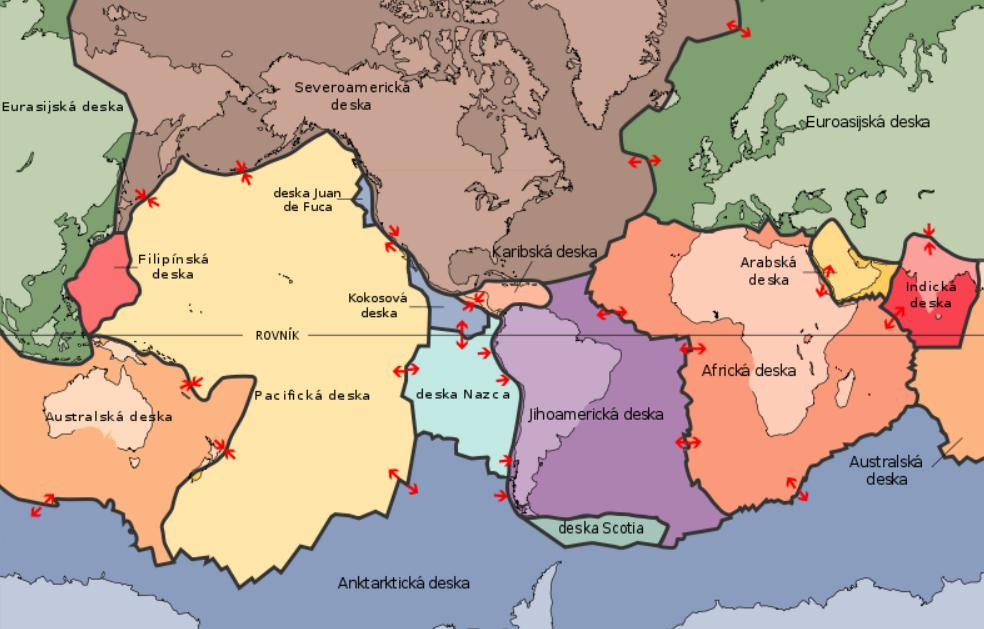 Severoamerická
deska
Eurasijská deska
Euroasijská deska
deska Juan
de Fuca
Karibská deska
Filipínská
deska
Arabská
deska
Indická
deska
Kokosová
deska
ROVNÍK
Africká deska
Pacifická deska
deska Nazca
Australská deska
Jihoamerická deska
Australská
deska
deska Scotia
Anktarktická deska